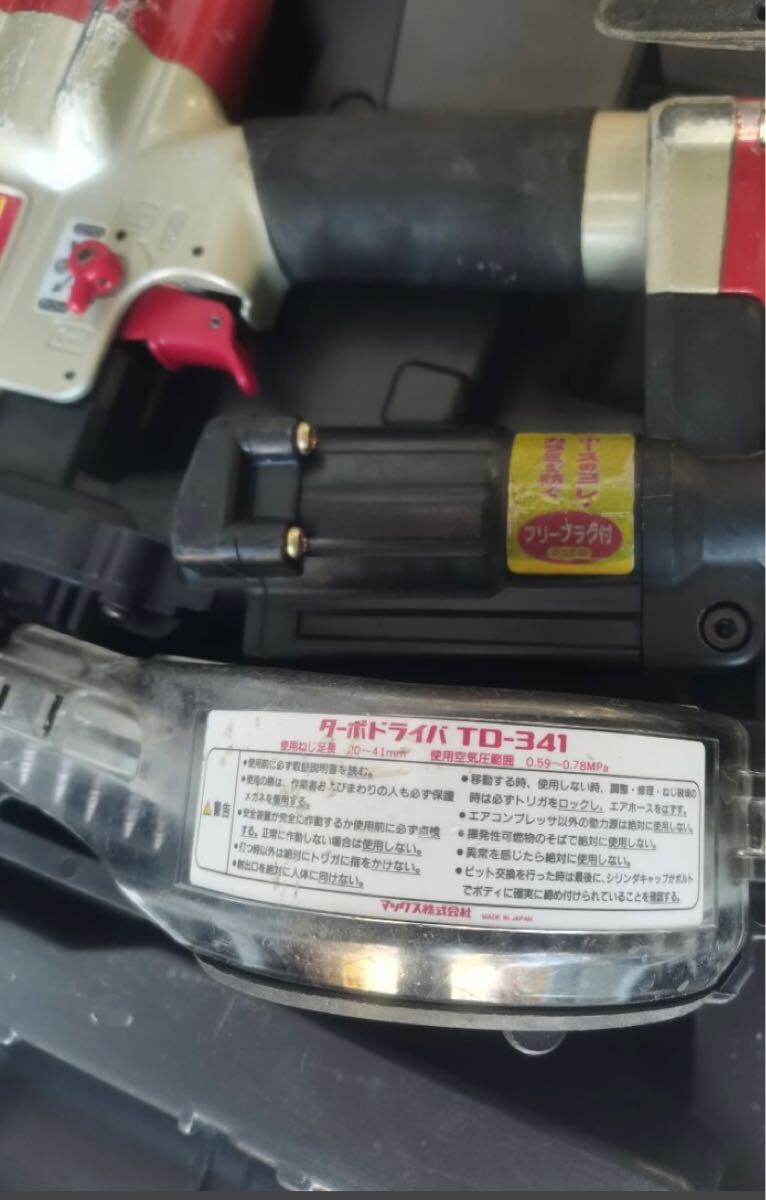 ホースのヨレ、
カラミを防ぐ
フリープラグ付
ターボドライバ TD-341
使用ねじ足長 20〜41mm 使用空気圧範囲 0.59〜0.78MPa
警告
●使用前に必ず取扱説明書を読む。
●使用の際は、作業者およびまわりの人も必ず保護
メガネを着用する。
●安全装置が完全に作動するか使用前に必ず点検
する。正常に作動しない場合は使用しない。
●打つ時以外は絶対にトリガに指をかけない。
●射出口を絶対に人体に向けない。
●移動する時、使用しない時、調整・修理・ねじ装填の
時は必ずトリガをロックし、エアホースをはずす。
●エアコンプレッサ以外の動力源は絶対に使用しない。
●揮発性可燃物のそばで絶対に使用しない。
●異常を感じたら絶対に使用しない。
●ビット交換を行った時は最後に、シリンダキャップがボルト
でボディに確実に締め付けられていることを確認する。
マックス株式会社 MADE IN JAPAN